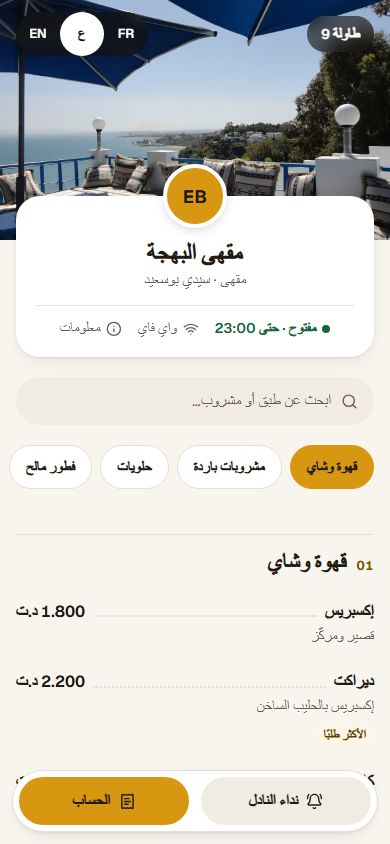 طاولة 9
FR ع EN
EB
مقهى البهجة
مقهى · سيدي بوسعيد
مفتوح · حتى 23:00 واي فاي معلومات
ابحث عن طبق أو مشروب...
قهوة وشاي مشروبات باردة حلويات فطور مالح
01 قهوة وشاي
إكسبريس 1.800 د.ت
قصير ومركّز
ديراكت 2.200 د.ت
إكسبريس بالحليب الساخن
الأكثر طلبًا
نداء النادل الحساب